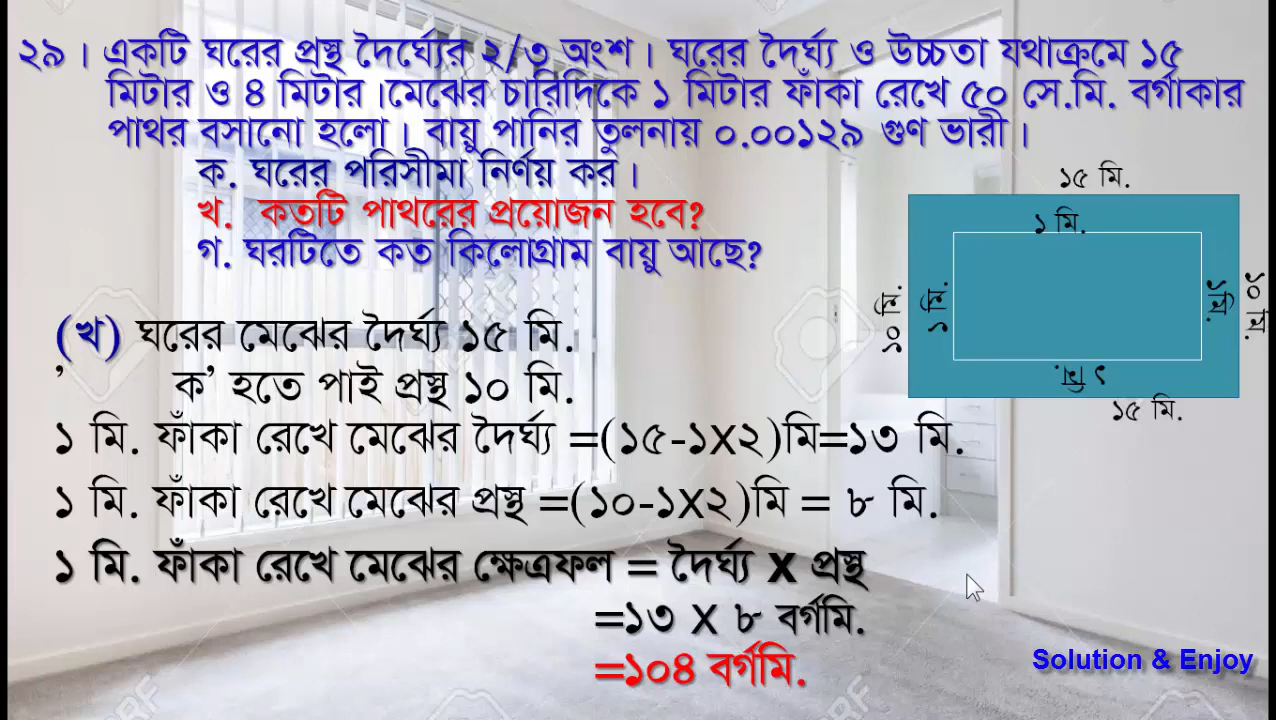 ২৯। একটি ঘরের প্রস্থ দৈর্ঘ্যের ২/৩ অংশ। ঘরের দৈর্ঘ্য ও উচ্চতা যথাক্রমে ১৫
মিটার ও ৪ মিটার।মেঝের চারিদিকে ১ মিটার ফাঁকা রেখে ৫০ সে.মি. বর্গাকার
পাথর বসানো হলো। বায়ু পানির তুলনায় ০.০০১২৯ গুণ ভারী।
ক. ঘরের পরিসীমা নির্ণয় কর।
খ. কতটি পাথরের প্রয়োজন হবে?
গ. ঘরটিতে কত কিলোগ্রাম বায়ু আছে?
১৫ মি.
১ মি.
১০ মি.
১ মি.
১মি.
১০ মি.
১ মি.
১৫ মি.
(খ) ঘরের মেঝের দৈর্ঘ্য ১৫ মি.
’ ক’ হতে পাই প্রস্থ ১০ মি.
১ মি. ফাঁকা রেখে মেঝের দৈর্ঘ্য =(১৫-১X২)মি=১৩ মি.
১ মি. ফাঁকা রেখে মেঝের প্রস্থ =(১০-১X২)মি = ৮ মি.
১ মি. ফাঁকা রেখে মেঝের ক্ষেত্রফল = দৈর্ঘ্য x প্রস্থ
=১৩ X ৮ বর্গমি.
=১০৪ বর্গমি.
Solution & Enjoy